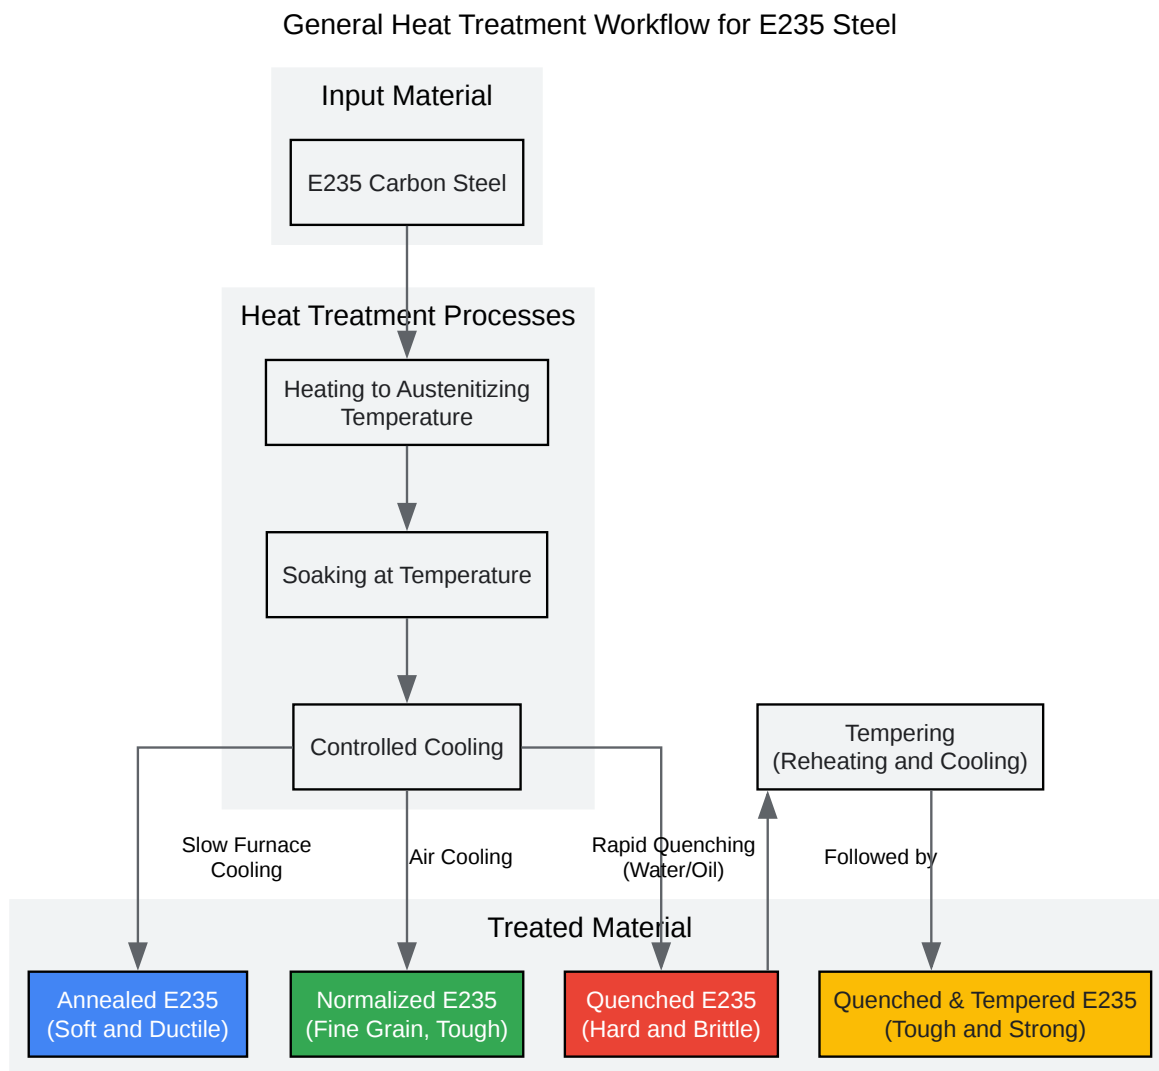 General Heat Treatment Workflow for E235 Steel
Input Material
E235 Carbon Steel
Heat Treatment Processes
Heating to Austenitizing
Temperature
Soaking at Temperature
Controlled Cooling
Tempering
(Reheating and Cooling)
Slow Furnace
Cooling
Air Cooling
Rapid Quenching
(Water/Oil)
Followed by
Treated Material
Annealed E235
(Soft and Ductile)
Normalized E235
(Fine Grain, Tough)
Quenched E235
(Hard and Brittle)
Quenched & Tempered E235
(Tough and Strong)